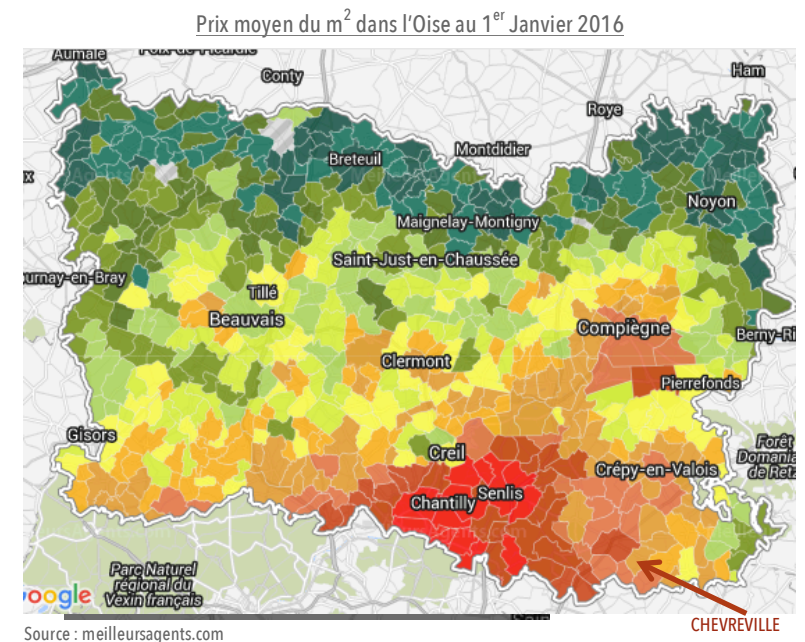 Prix moyen du m² dans l'Oise au 1er Janvier 2016
Aumale
Conty
Ham
Roye
Montdidier
Breteuil
Noyon
Maignelay-Montigny
Saint-Just-en-Chaussée
urnay-en-Bray
Tillé
Beauvais
Compiègne
Berny-Ri
Clermont
Pierrefonds
Gisors
Creil
Forêt
Domania
de Retz
Crépy-en-Valois
Chantilly
Senlis
Parc Naturel
régional du
Vexin français
oogle
CHEVREVILLE
Source : meilleursagents.com